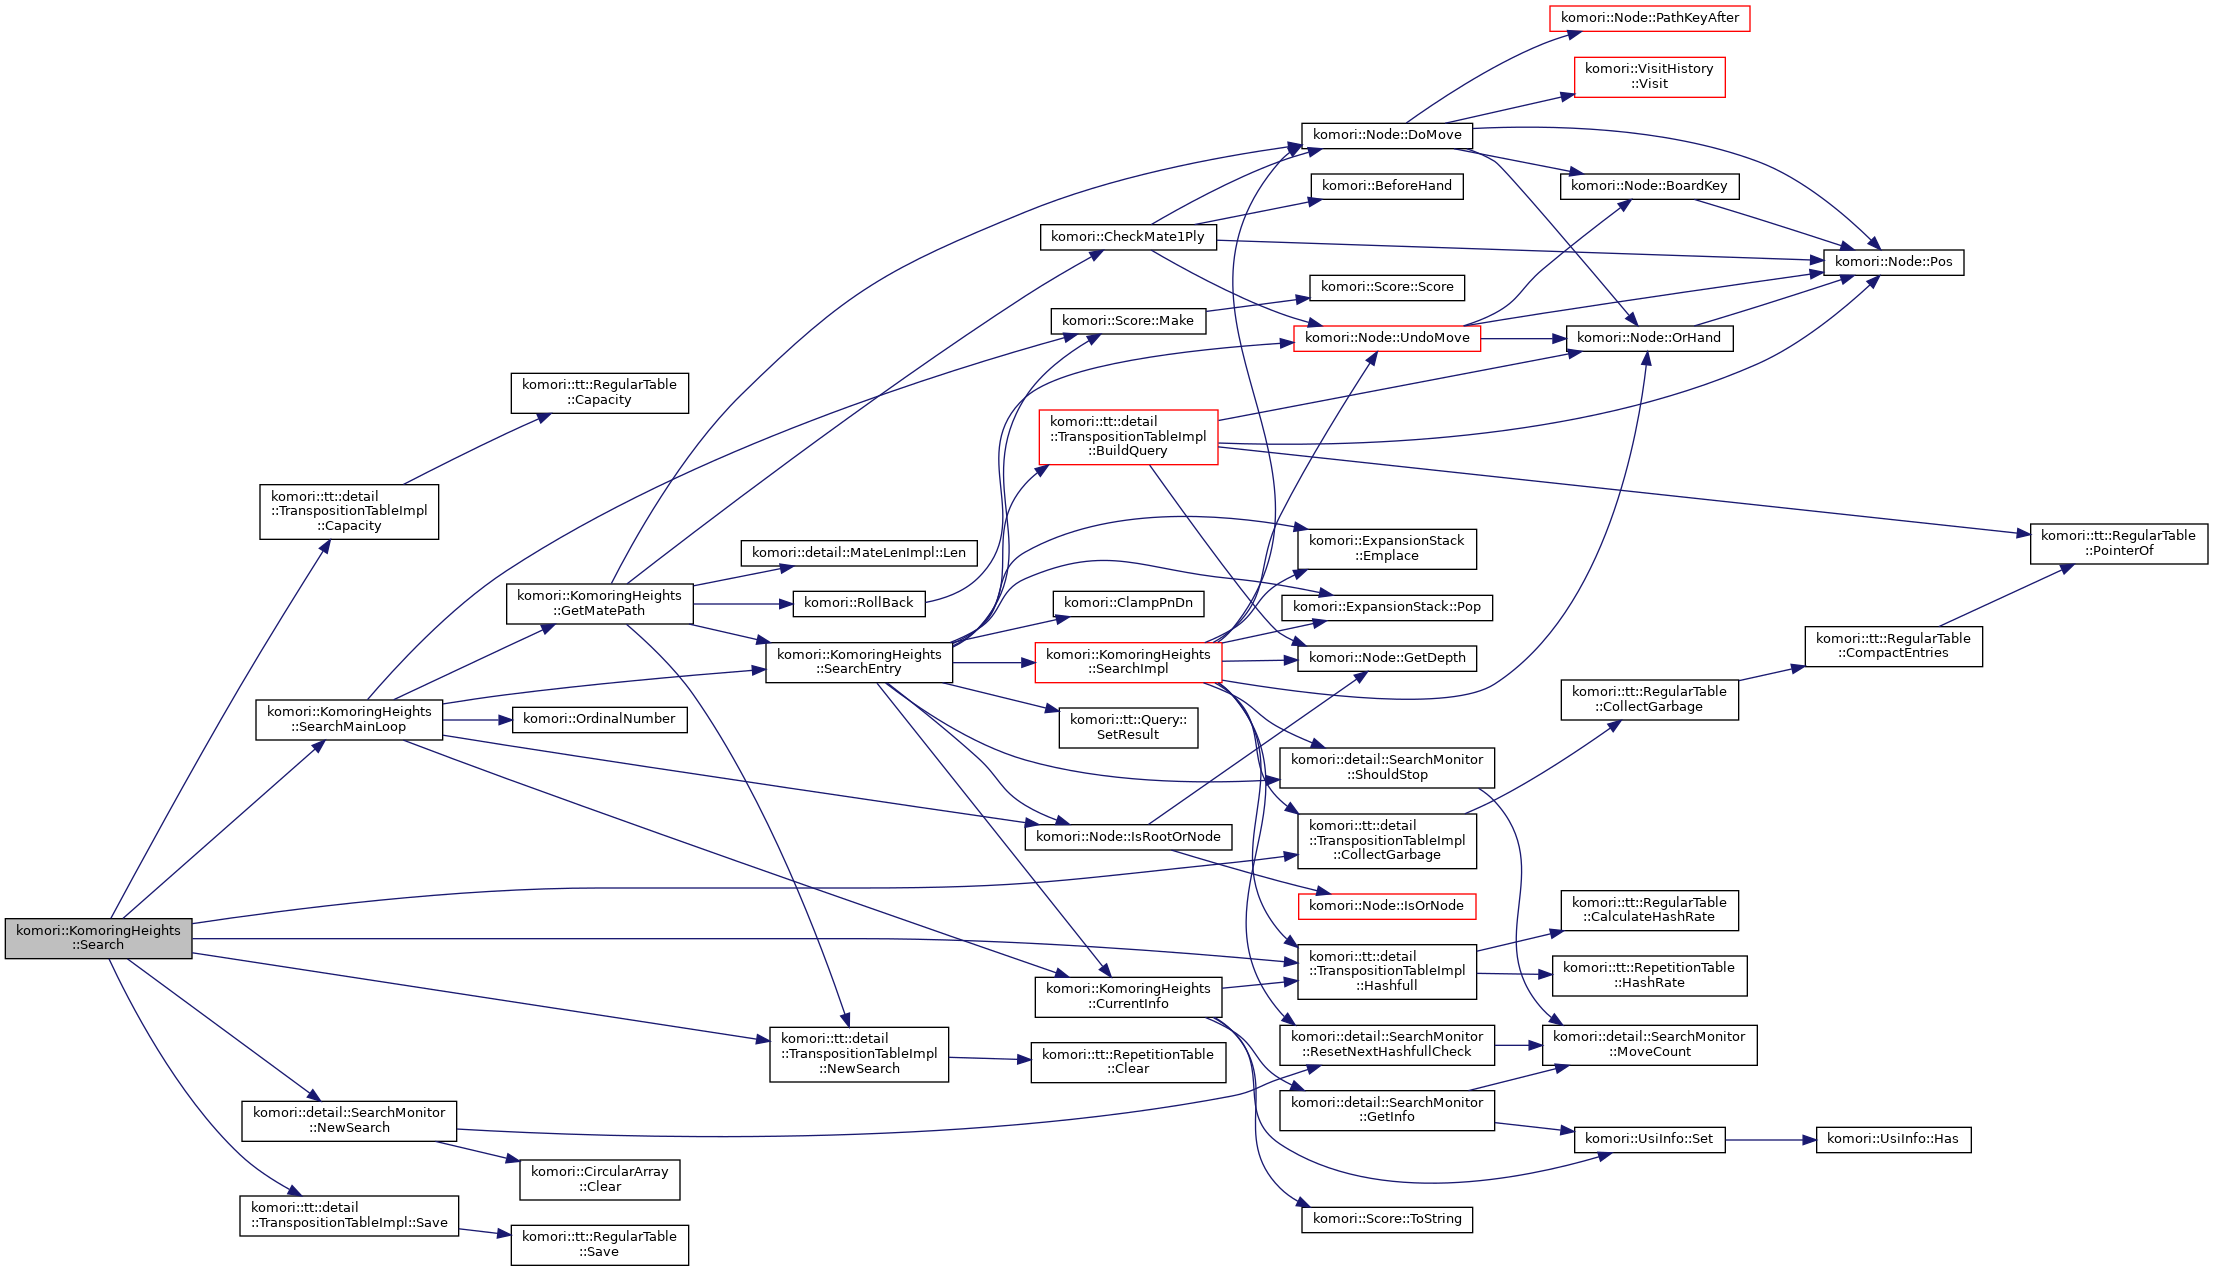 komori::KomoringHeights
::Search
komori::tt::detail
::TranspositionTableImpl
::Capacity
komori::tt::RegularTable
::Capacity
komori::KomoringHeights
::SearchMainLoop
komori::KomoringHeights
::GetMatePath
komori::OrdinalNumber
komori::detail::MateLenImpl::Len
komori::RollBack
komori::KomoringHeights
::SearchEntry
komori::CheckMate1Ply
komori::Score::Make
komori::tt::detail
::TranspositionTableImpl
::BuildQuery
komori::ClampPnDn
komori::KomoringHeights
::SearchImpl
komori::tt::Query::
SetResult
komori::Node::IsRootOrNode
komori::KomoringHeights
::CurrentInfo
komori::tt::detail
::TranspositionTableImpl
::NewSearch
komori::tt::RepetitionTable
::Clear
komori::detail::SearchMonitor
::NewSearch
komori::CircularArray
::Clear
komori::tt::detail
::TranspositionTableImpl::Save
komori::tt::RegularTable
::Save
komori::Node::DoMove
komori::BeforeHand
komori::Score::Score
komori::Node::UndoMove
komori::ExpansionStack
::Emplace
komori::ExpansionStack::Pop
komori::Node::GetDepth
komori::detail::SearchMonitor
::ShouldStop
komori::tt::detail
::TranspositionTableImpl
::CollectGarbage
komori::Node::IsOrNode
komori::tt::detail
::TranspositionTableImpl
::Hashfull
komori::detail::SearchMonitor
::ResetNextHashfullCheck
komori::detail::SearchMonitor
::GetInfo
komori::Score::ToString
komori::Node::PathKeyAfter
komori::VisitHistory
::Visit
komori::Node::BoardKey
komori::Node::OrHand
komori::Node::Pos
komori::tt::RegularTable
::PointerOf
komori::tt::RegularTable
::CompactEntries
komori::tt::RegularTable
::CollectGarbage
komori::tt::RegularTable
::CalculateHashRate
komori::tt::RepetitionTable
::HashRate
komori::detail::SearchMonitor
::MoveCount
komori::UsiInfo::Set
komori::UsiInfo::Has